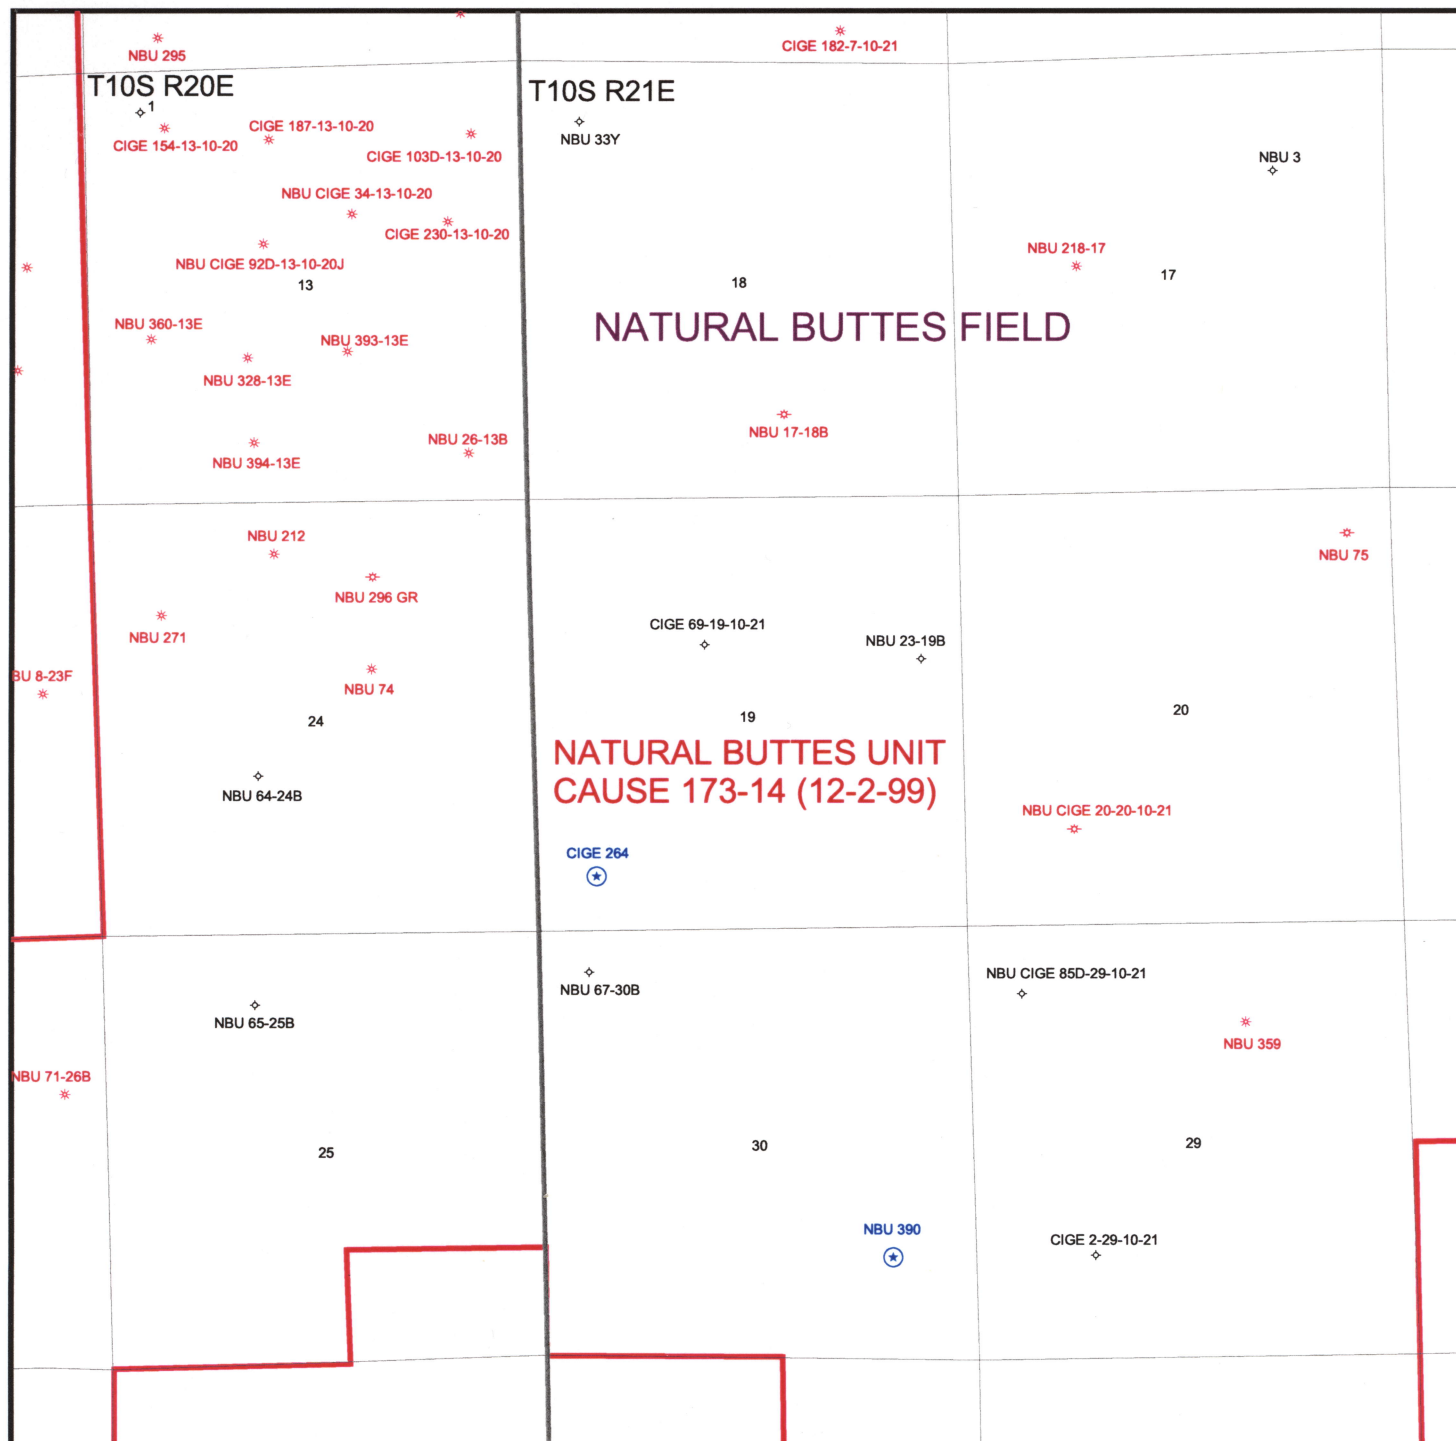 NBU 295
CIGE 182-7-10-21
T10S R20E
T10S R21E
1
CIGE 154-13-10-20
CIGE 187-13-10-20
CIGE 103D-13-10-20
NBU 33Y
NBU 3
NBU CIGE 34-13-10-20
CIGE 230-13-10-20
NBU CIGE 92D-13-10-20J
NBU 218-17
13
18
17
NATURAL BUTTES FIELD
NBU 360-13E
NBU 393-13E
NBU 328-13E
NBU 17-18B
NBU 26-13B
NBU 394-13E
NBU 212
NBU 75
NBU 296 GR
NBU 271
CIGE 69-19-10-21
NBU 23-19B
BU 8-23F
NBU 74
24
19
20
NATURAL BUTTES UNIT
CAUSE 173-14 (12-2-99)
NBU 64-24B
NBU CIGE 20-20-10-21
CIGE 264
NBU CIGE 85D-29-10-21
NBU 67-30B
NBU 65-25B
NBU 359
NBU 71-26B
25
30
29
NBU 390
CIGE 2-29-10-21